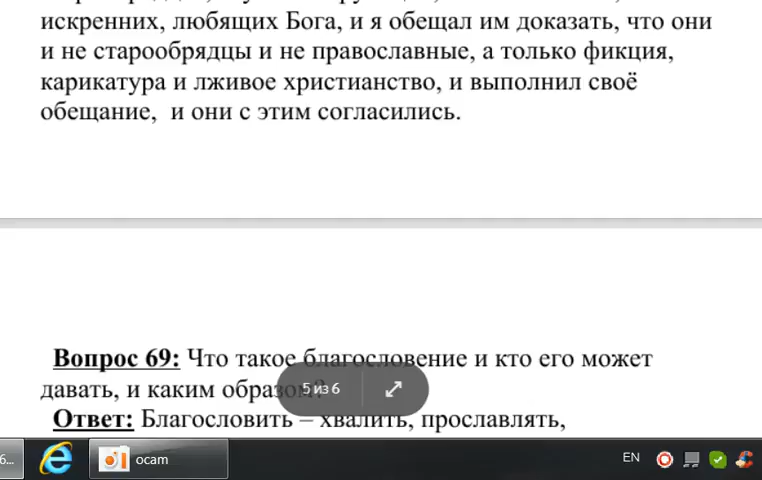 искренних, любящих Бога, и я обещал им доказать, что они
и не старообрядцы и не православные, а только фикция,
карикатура и лживое христианство, и выполнил своё
обещание, и они с этим согласились.
Вопрос 69: Что такое благословение и кто его может
давать, и каким образом?
5 из 6
Ответ: Благословить – хвалить, прославлять,
6...
ocam
EN